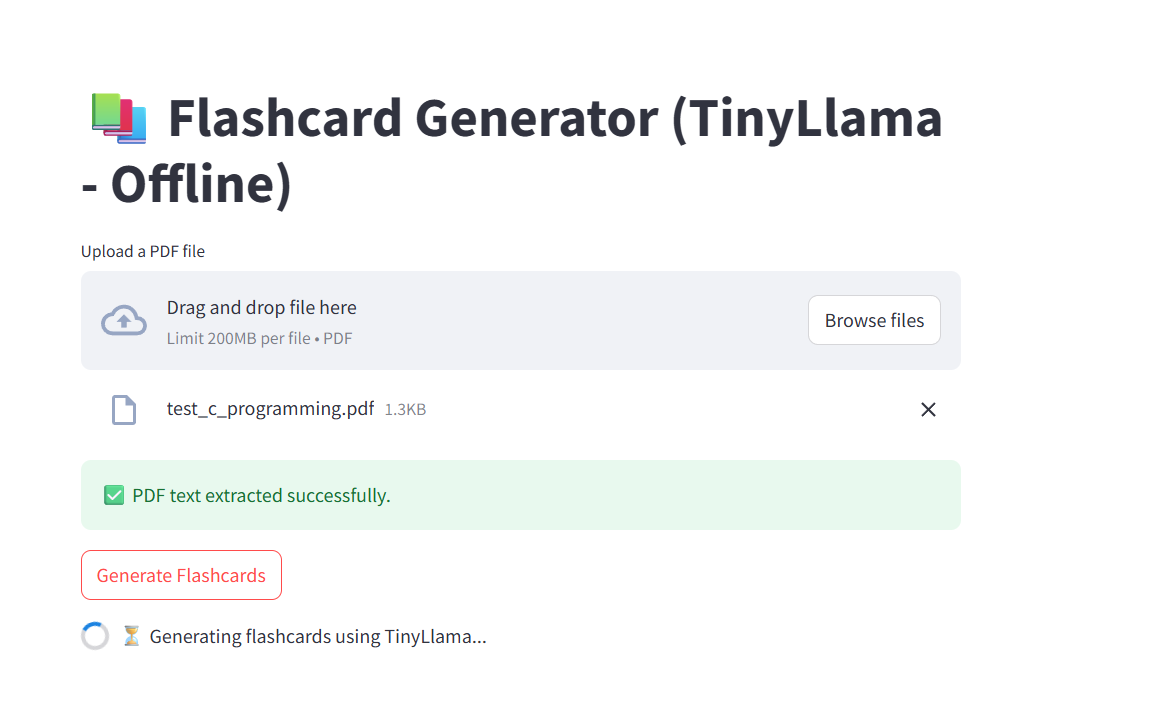 📚 Flashcard Generator (TinyLlama
- Offline)
Upload a PDF file
Drag and drop file here
Limit 200MB per file • PDF
Browse files
test_c_programming.pdf 1.3KB
✅ PDF text extracted successfully.
Generate Flashcards
⏳ Generating flashcards using TinyLlama...